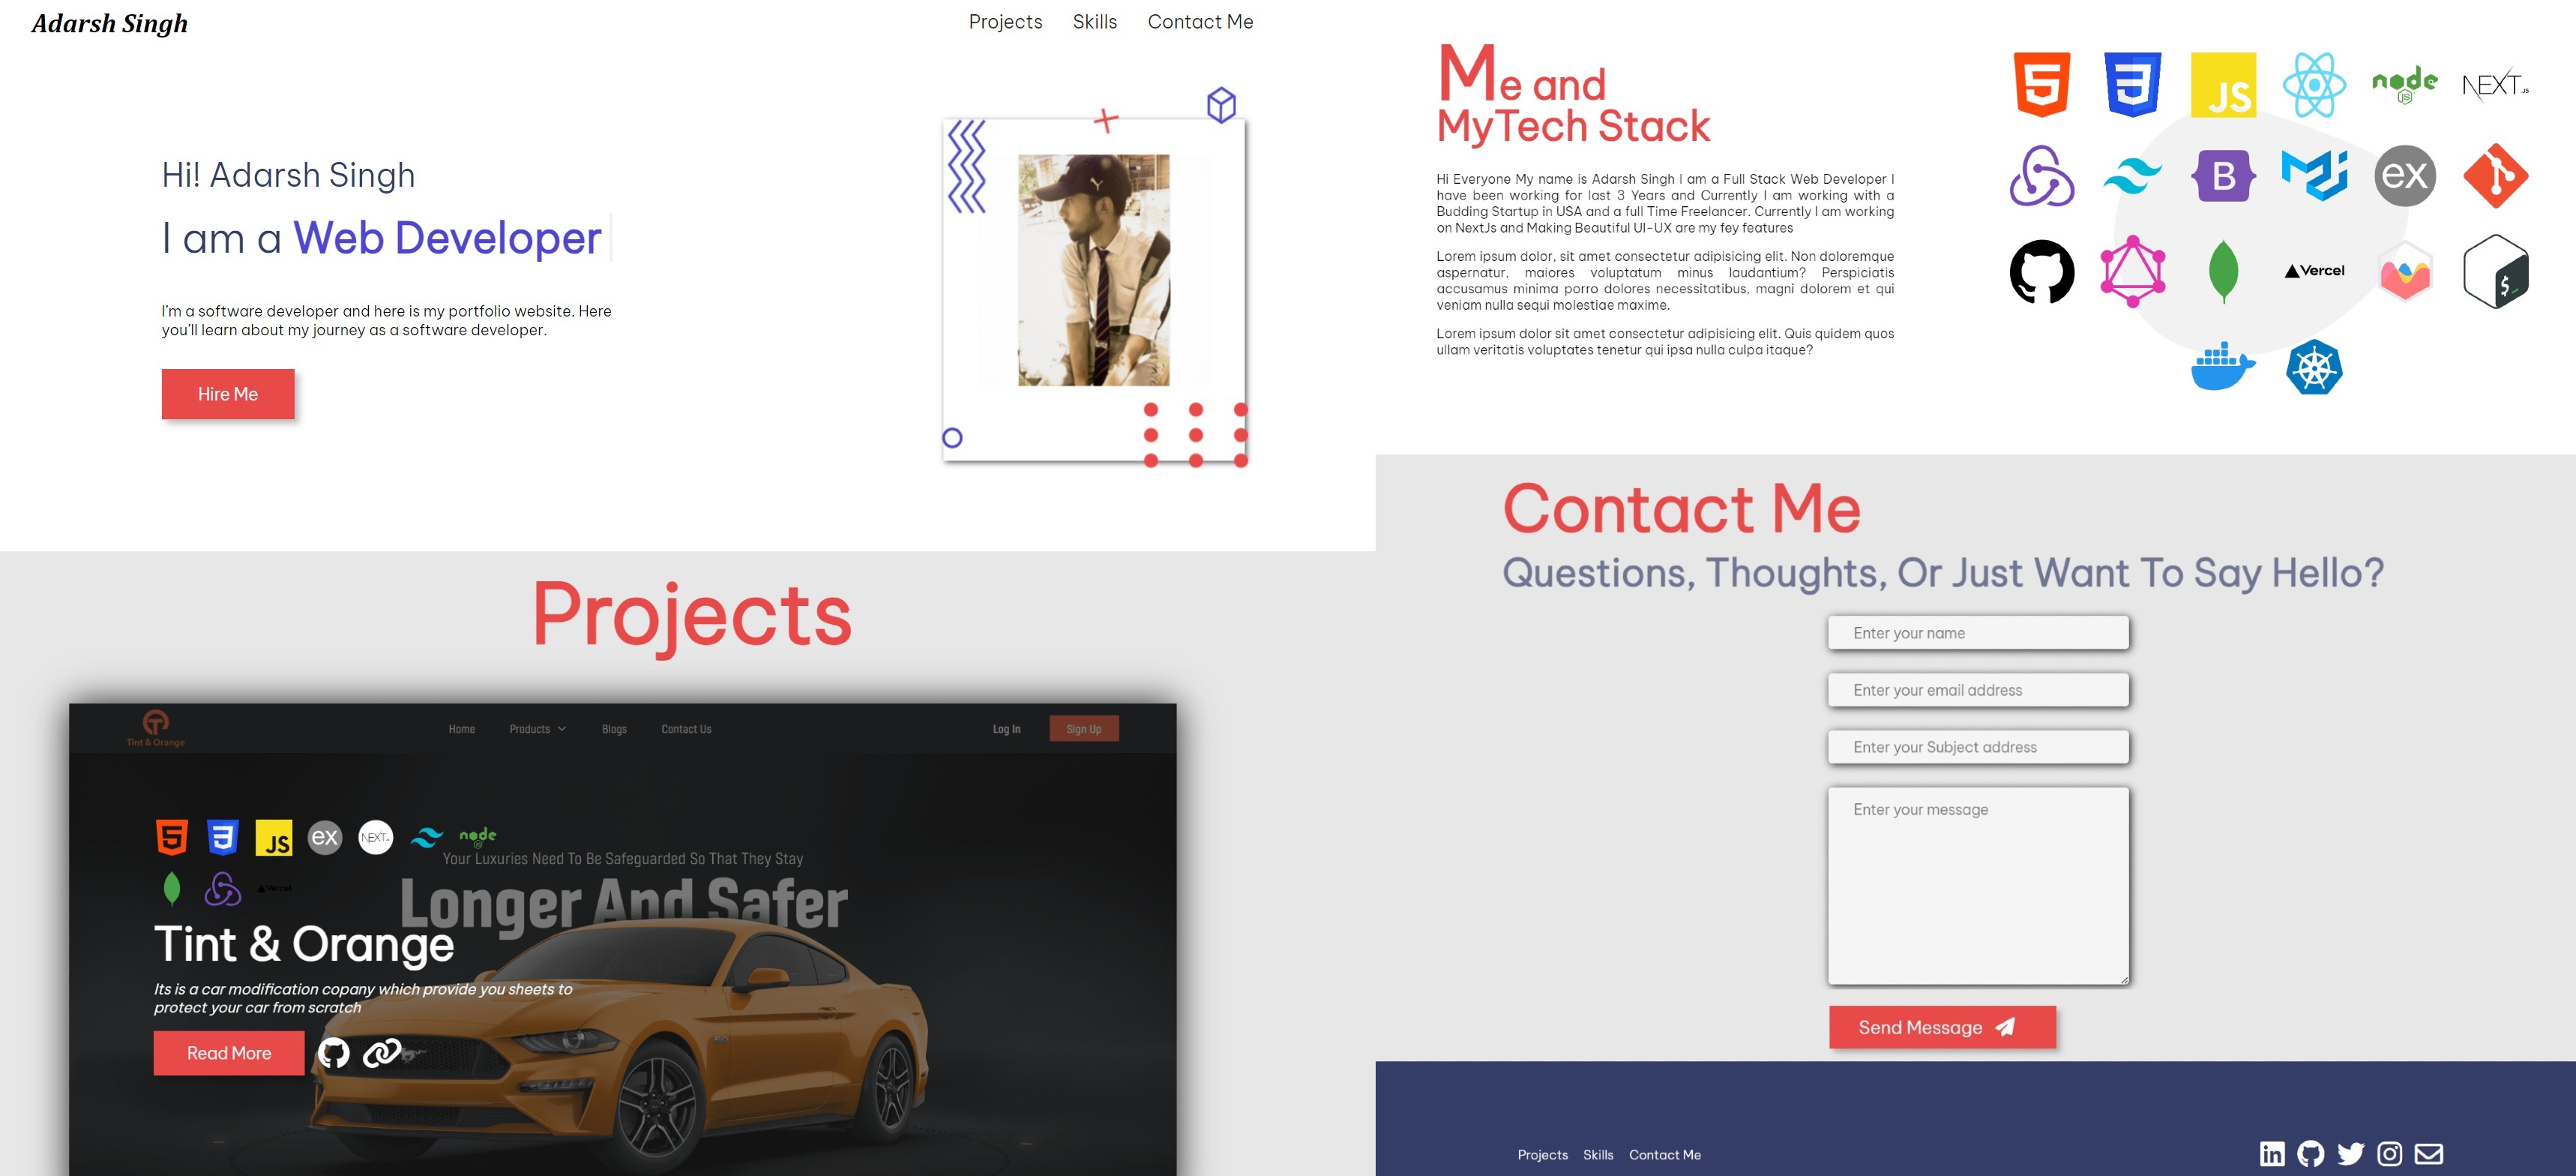 Adarsh Singh
Projects Skills Contact Me
Hi! Adarsh Singh
I am a Web Developer
I'm a software developer and here is my portfolio website. Here
you'll learn about my journey as a software developer.
Hire Me
Projects
Tint & Orange
Home Products Blogs Contact Us
Log In Sign Up
JS ex NEXT.JS node
JS
Your Luxuries Need To Be Safeguarded So That They Stay
Vercel
Longer And Safer
Tint & Orange
Its is a car modification copany which provide you sheets to
protect your car from scratch
Read More
Me and
MyTech Stack
Hi Everyone My name is Adarsh Singh I am a Full Stack Web Developer I
have been working for last 3 Years and Currently I am working with a
Budding Startup in USA and a full Time Freelancer. Currently I am working
on NextJs and Making Beautiful UI-UX are my fey features
Lorem ipsum dolor, sit amet consectetur adipisicing elit. Non doloremque
aspernatur, maiores voluptatum minus laudantium? Perspiciatis
accusamus minima porro dolores necessitatibus, magni dolorem et qui
veniam nulla sequi molestiae maxime.
Lorem ipsum dolor sit amet consectetur adipisicing elit. Quis quidem quos
ullam veritatis voluptates tenetur qui ipsa nulla culpa itaque?
5 3 JS node JS NEXT.JS
B ex
Vercel $
Contact Me
Questions, Thoughts, Or Just Want To Say Hello?
Enter your name
Enter your email address
Enter your Subject address
Enter your message
Send Message
Projects Skills Contact Me
in